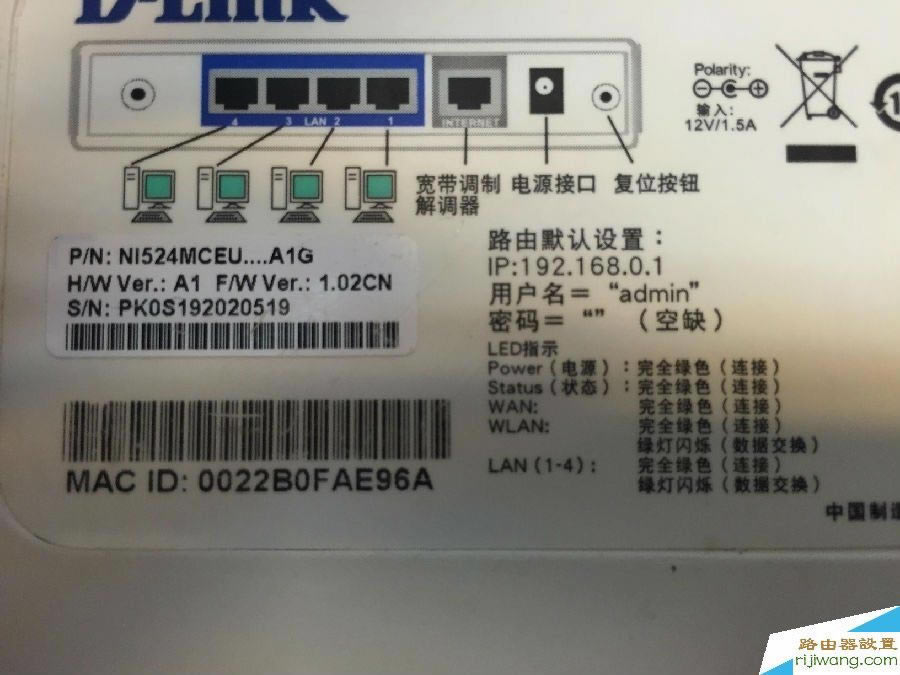 D-Link
4 3 LAN 2 1
INTERNET
Polarity:
输入:
12V/1.5A
宽带调制
解调器
电源接口
复位按钮
P/N: NI524MCEU....A1G
H/W Ver.: A1 F/W Ver.: 1.02CN
S/N: PK0S192020519
MAC ID: 0022B0FAE96A
路由默认设置：
IP:192.168.0.1
用户名＝ “admin”
密码＝ “”（空缺）
LED指示
Power（电源）：完全绿色（连接）
Status（状态）：完全绿色（连接）
WAN: 完全绿色（连接）
WLAN: 完全绿色（连接）
绿灯闪烁（数据交换）
LAN（1-4）: 完全绿色（连接）
绿灯闪烁（数据交换）
中国制造
路由器設置
rijiwang.com